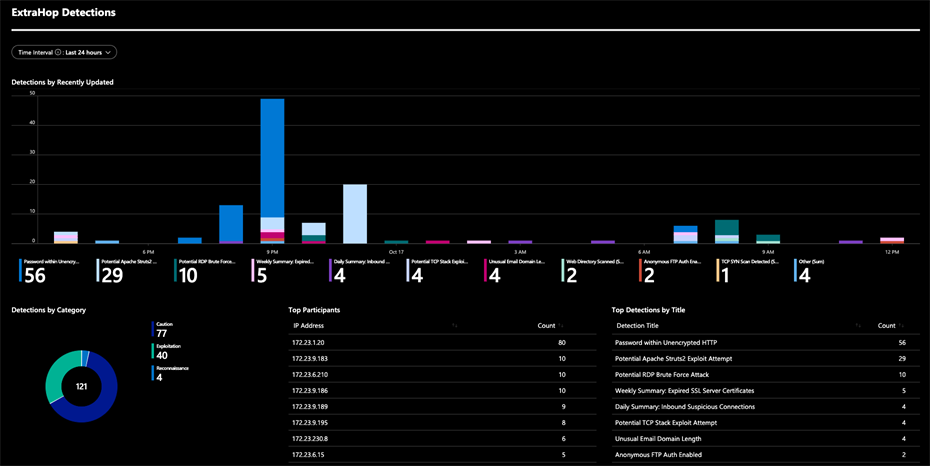 ExtraHop Detections
Time Interval : Last 24 hours
Detections by Recently Updated
50
40
30
20
10
0
6 PM
9 PM
Oct 17
3 AM
6 AM
9 AM
12 PM
Password within Unency...
56
Potential Apache Struts2 ...
29
Potential RDP Brute Force...
10
Weekly Summary: Expired...
5
Daily Summary: Inbound ...
4
Potential TCP Stack Exploi...
4
Unusual Email Domain Le...
4
Web Directory Scanned (S...
2
Anonymous FTP Auth Ena...
2
TCP SYN Scan Detected (S...
1
Other (Sum)
4
Detections by Category
121
Caution
77
Exploitation
40
Reconnaissance
4
Top Participants
IP Address Count
172.23.1.20 80
172.23.9.183 10
172.23.6.210 10
172.23.9.186 10
172.23.9.189 9
172.23.9.195 8
172.23.230.8 6
172.23.6.15 5
Top Detections by Title
Detection Title Count
Password within Unencrypted HTTP 56
Potential Apache Struts2 Exploit Attempt 29
Potential RDP Brute Force Attack 10
Weekly Summary: Expired SSL Server Certificates 5
Daily Summary: Inbound Suspicious Connections 4
Potential TCP Stack Exploit Attempt 4
Unusual Email Domain Length 4
Anonymous FTP Auth Enabled 2